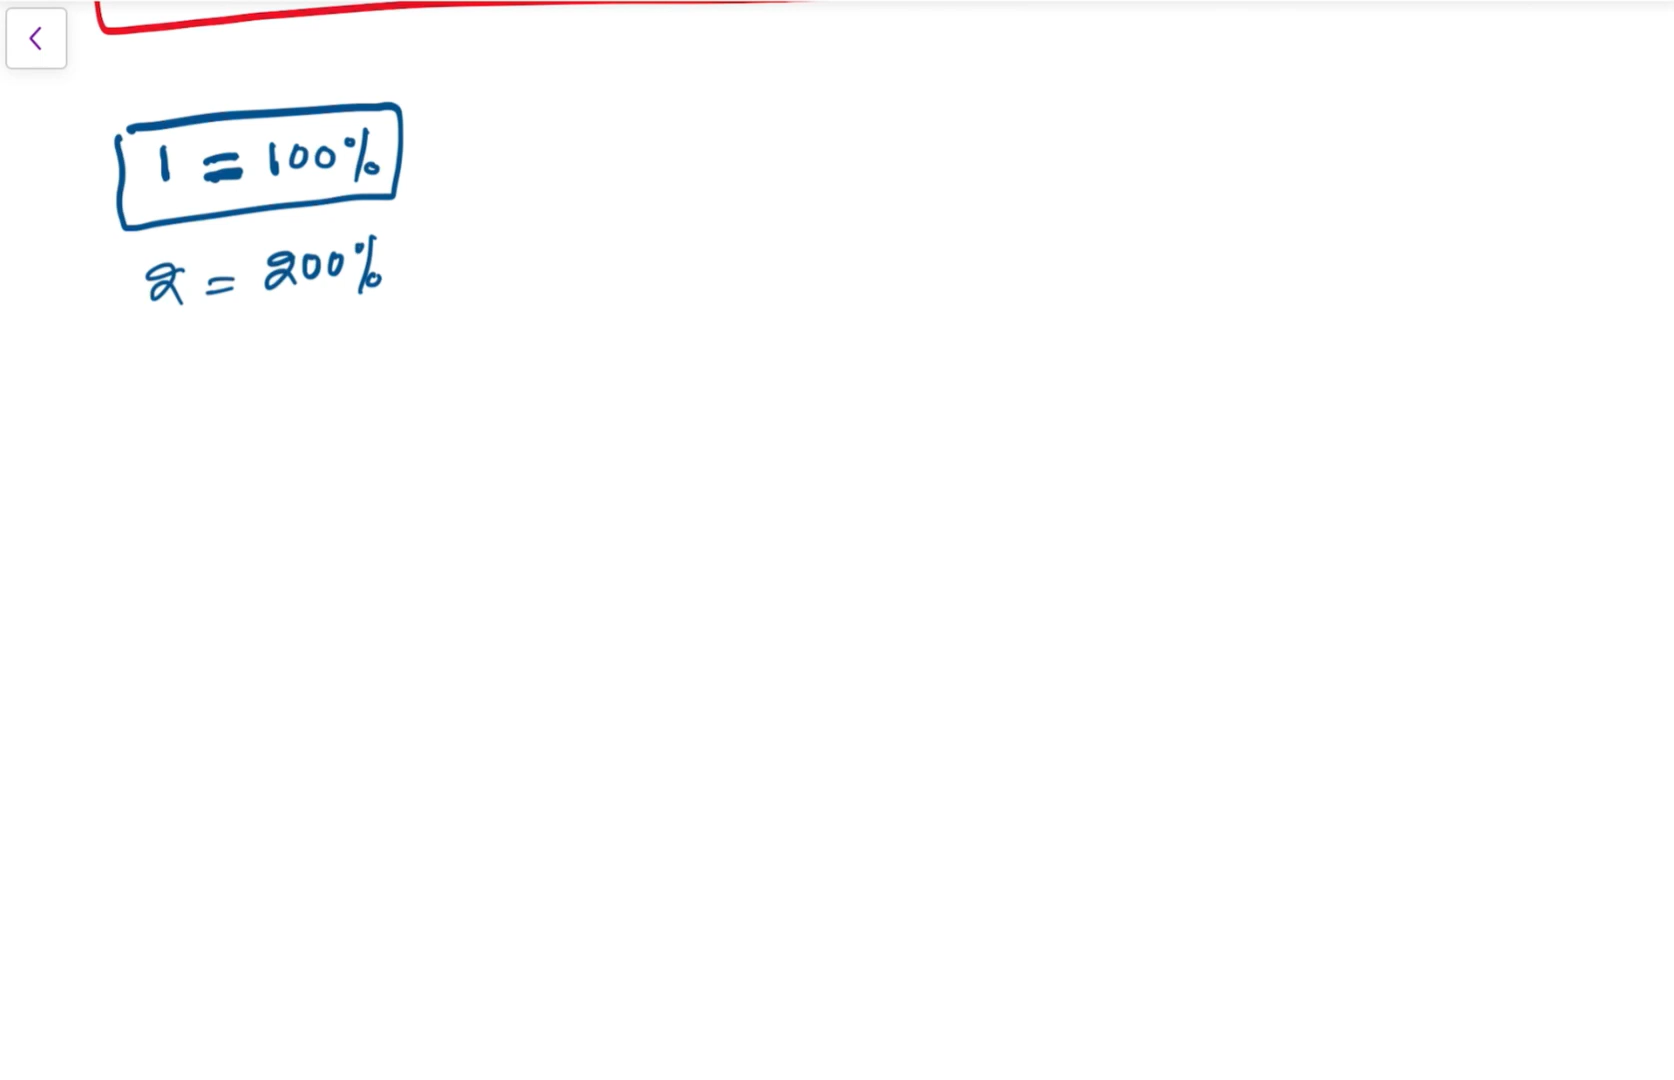 1 = 100%
2 = 200%